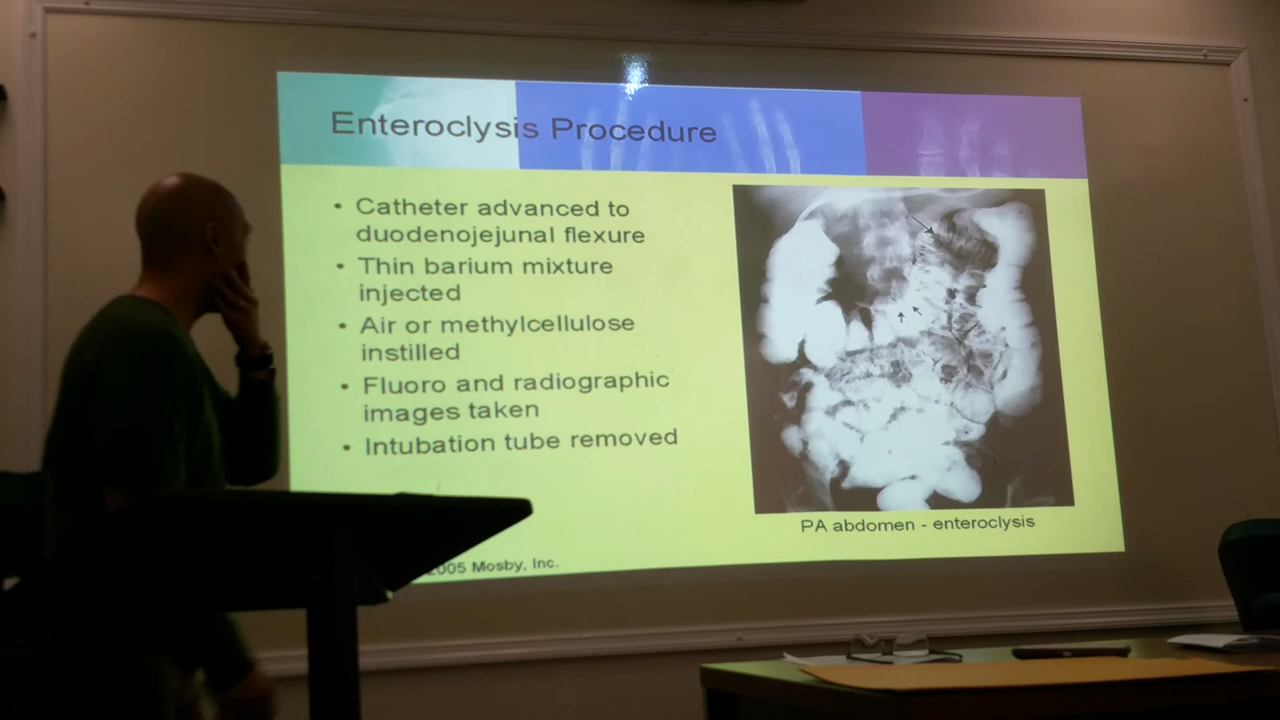 Enteroclysis Procedure
• Catheter advanced to
duodenojejunal flexure
• Thin barium mixture
injected
• Air or methylcellulose
instilled
• Fluoro and radiographic
images taken
• Intubation tube removed
PA abdomen - enteroclysis
2005 Mosby, Inc.